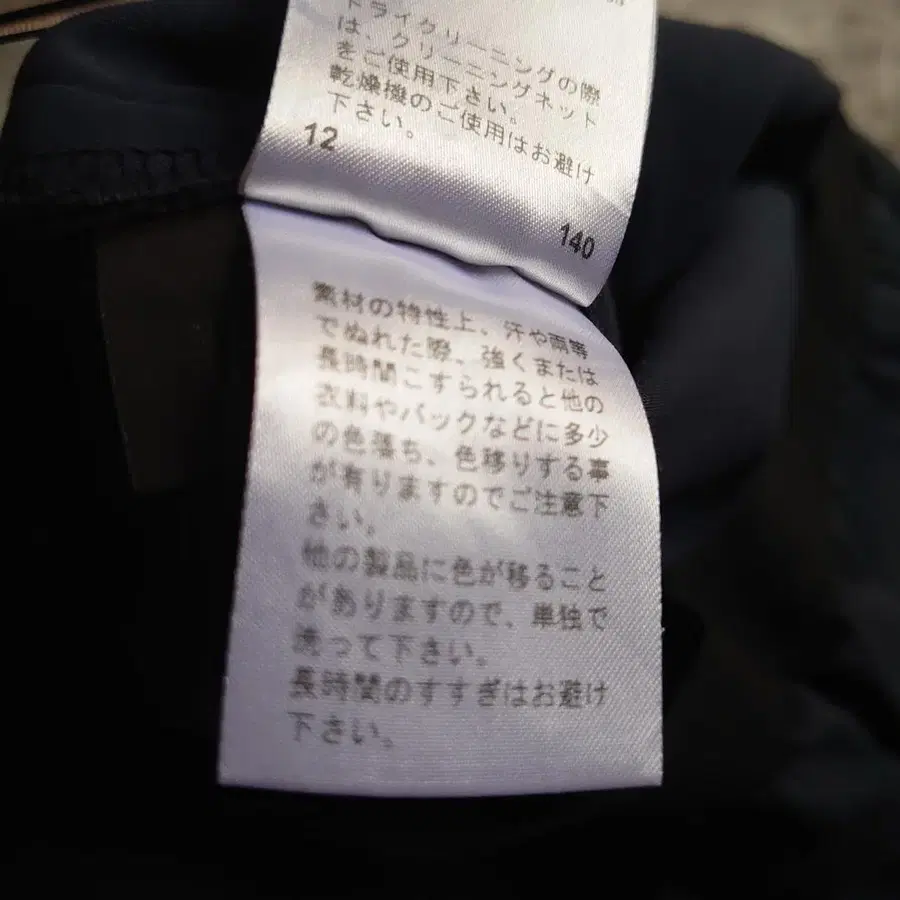 ドライクリーニングの際
は、クリーニングネット
をご使用下さい。
乾燥機のご使用はお避け
下さい。
12
140
素材の特性上、汗や雨等
でぬれた際、強くまたは
長時間こすられると他の
衣料やバックなどに多少
の色落ち、色移りする事
が有りますのでご注意下
さい。
他の製品に色が移ること
がありますので、単独で
洗って下さい。
長時間のすすぎはお避け
下さい。